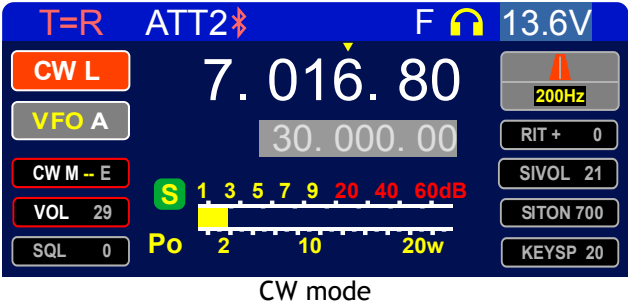 T=R ATT2 F 13.6V
CW L 7. 016. 80
200Hz
VFO A 30. 000. 00 RIT + 0
CW M -- E S 1 3 5 7 9 20 40 60dB SIVOL 21
VOL 29 SITON 700
SQL 0 Po 2 10 20w KEYSP 20
CW mode